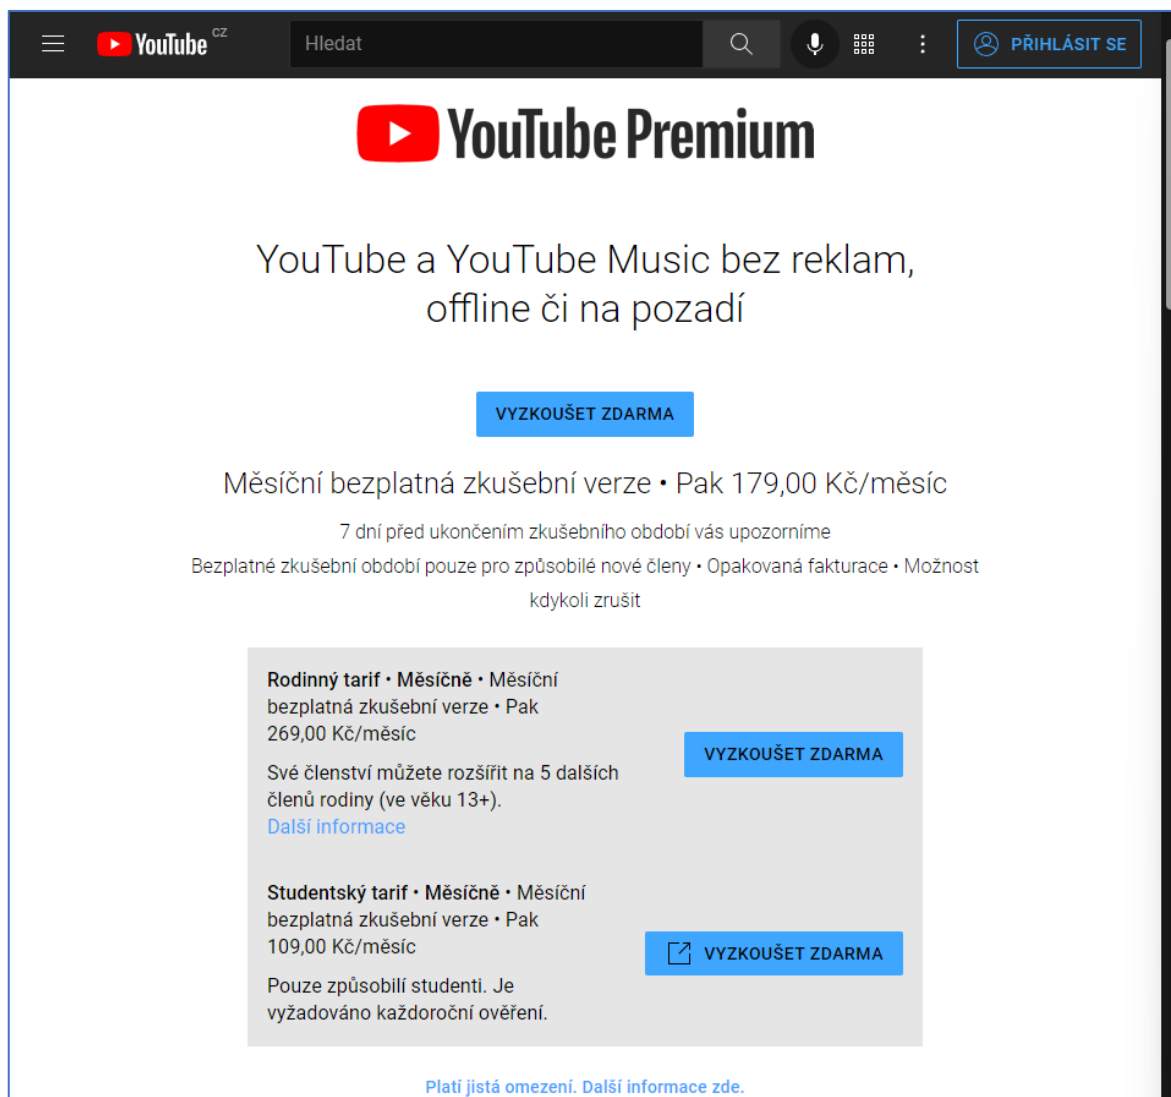 YouTube CZ
Hledat
PŘIHLÁSIT SE
YouTube Premium
YouTube a YouTube Music bez reklam,
offline či na pozadí
VYZKOUŠET ZDARMA
Měsíční bezplatná zkušební verze • Pak 179,00 Kč/měsíc
7 dní před ukončením zkušebního období vás upozorníme
Bezplatné zkušební období pouze pro způsobilé nové členy • Opakovaná fakturace • Možnost
kdykoli zrušit
Rodinný tarif • Měsíčně • Měsíční
bezplatná zkušební verze • Pak
269,00 Kč/měsíc
VYZKOUŠET ZDARMA
Své členství můžete rozšířit na 5 dalších
členů rodiny (ve věku 13+).
Další informace
Studentský tarif • Měsíčně • Měsíční
bezplatná zkušební verze • Pak
109,00 Kč/měsíc
VYZKOUŠET ZDARMA
Pouze způsobilí studenti. Je
vyžadováno každoroční ověření.
Platí jistá omezení. Další informace zde.